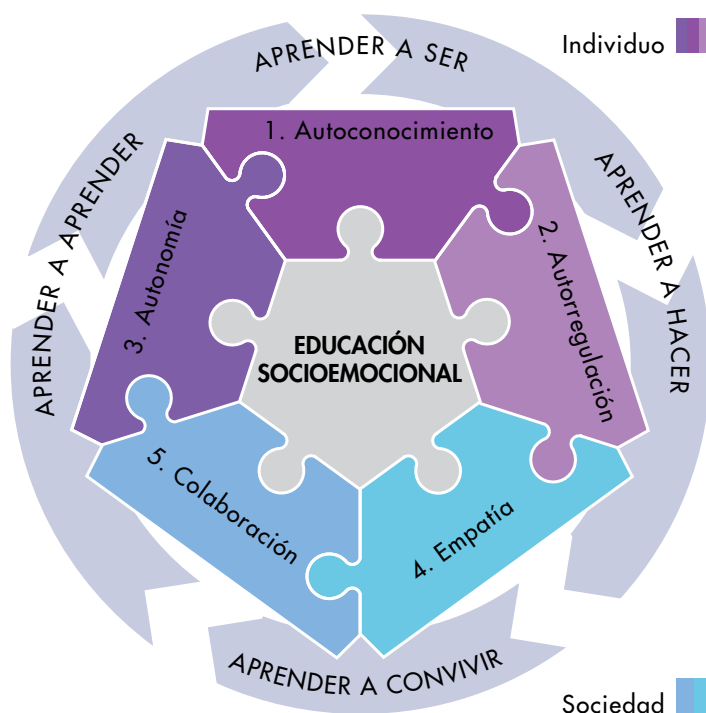 APRENDER A SER
Individuo
1. Autoconocimiento
APRENDER A APRENDER
APRENDER A HACER
3. Autonomía
2. Autorregulación
EDUCACIÓN
SOCIOEMOCIONAL
5. Colaboración
4. Empatía
APRENDER A CONVIVIR
Sociedad